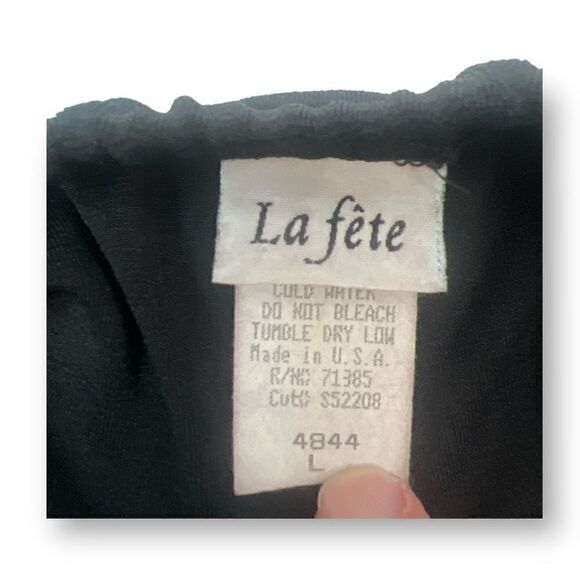 La fête
COLD WATER
DO NOT BLEACH
TUMBLE DRY LOW
Made in U.S.A.
R/N◊ 71385
Cut◊ S52208
4844
L